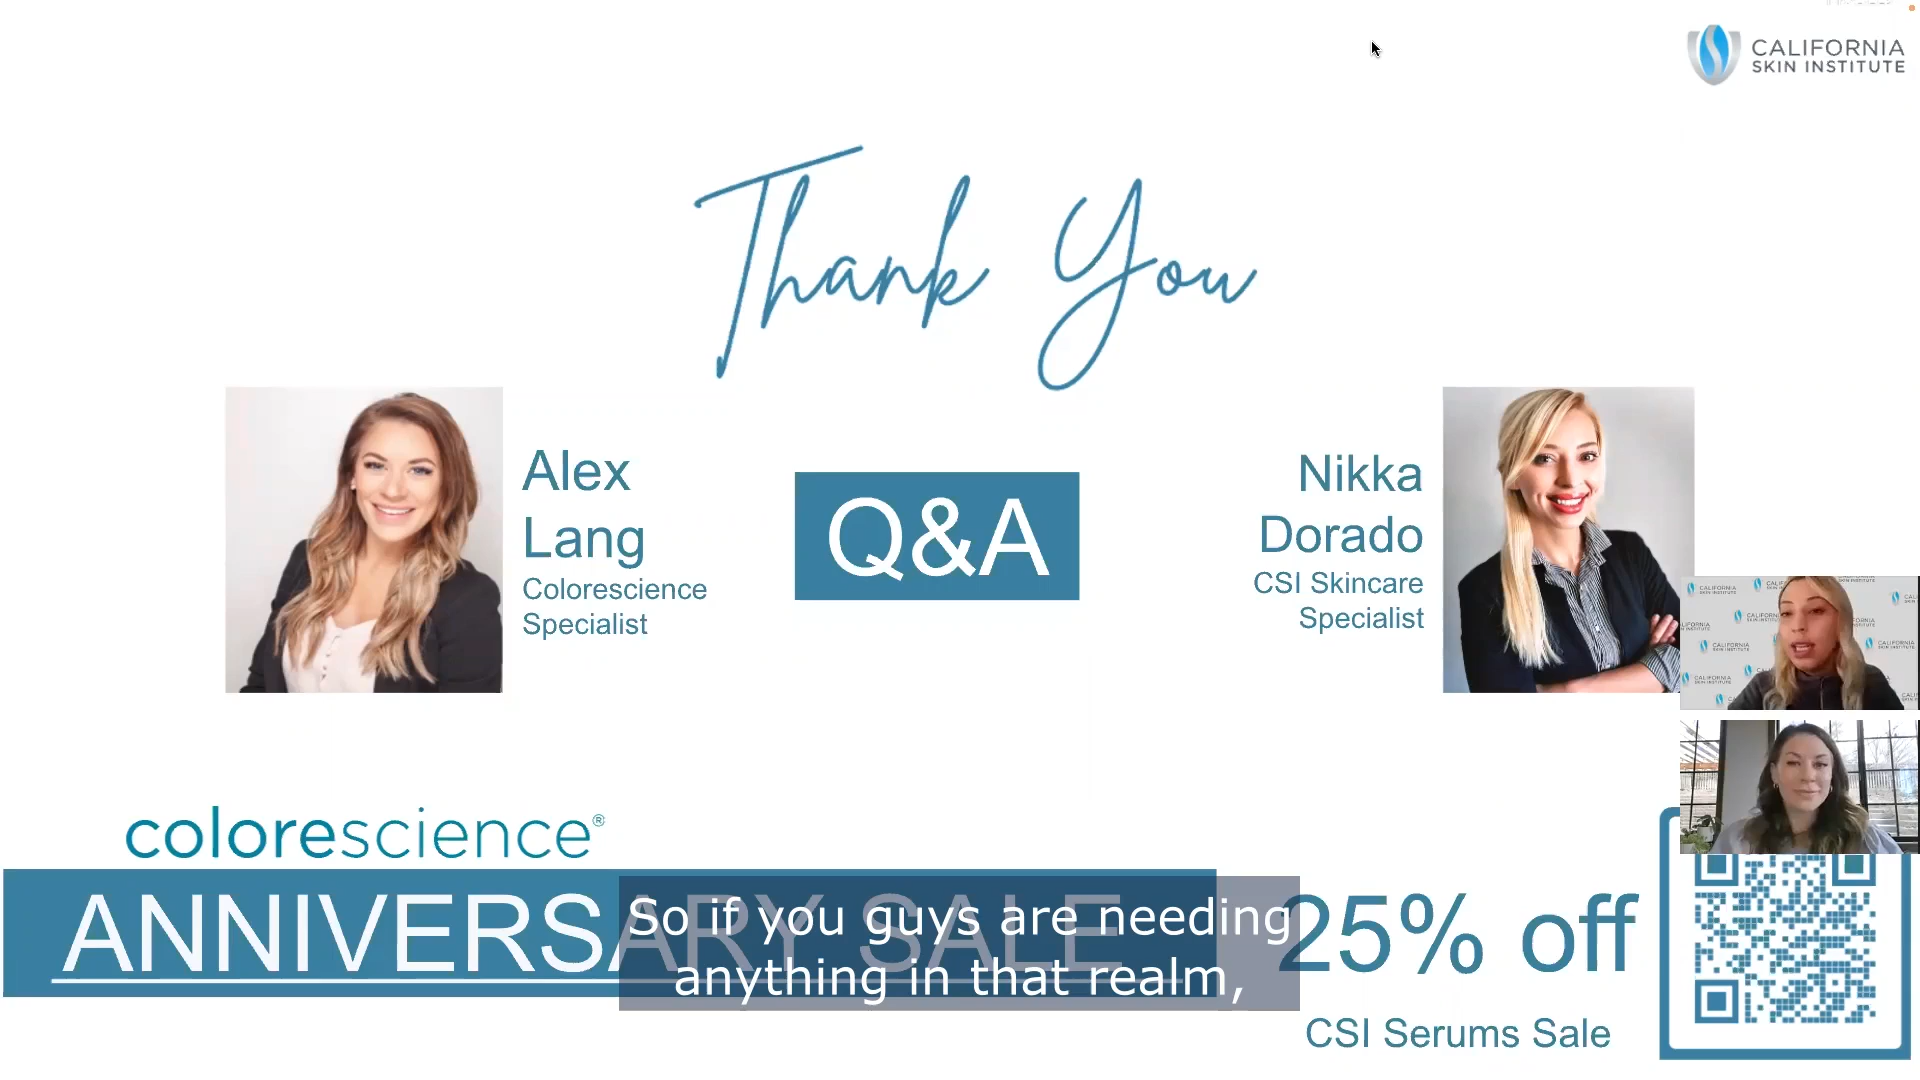 CALIFORNIA
SKIN INSTITUTE
Thank You
Alex
Lang
Colorescience
Specialist
Q&A
Nikka
Dorado
CSI Skincare
Specialist
colorescience®
ANNIVERSARY SALE
25% off
CSI Serums Sale
So if you guys are needing
anything in that realm,